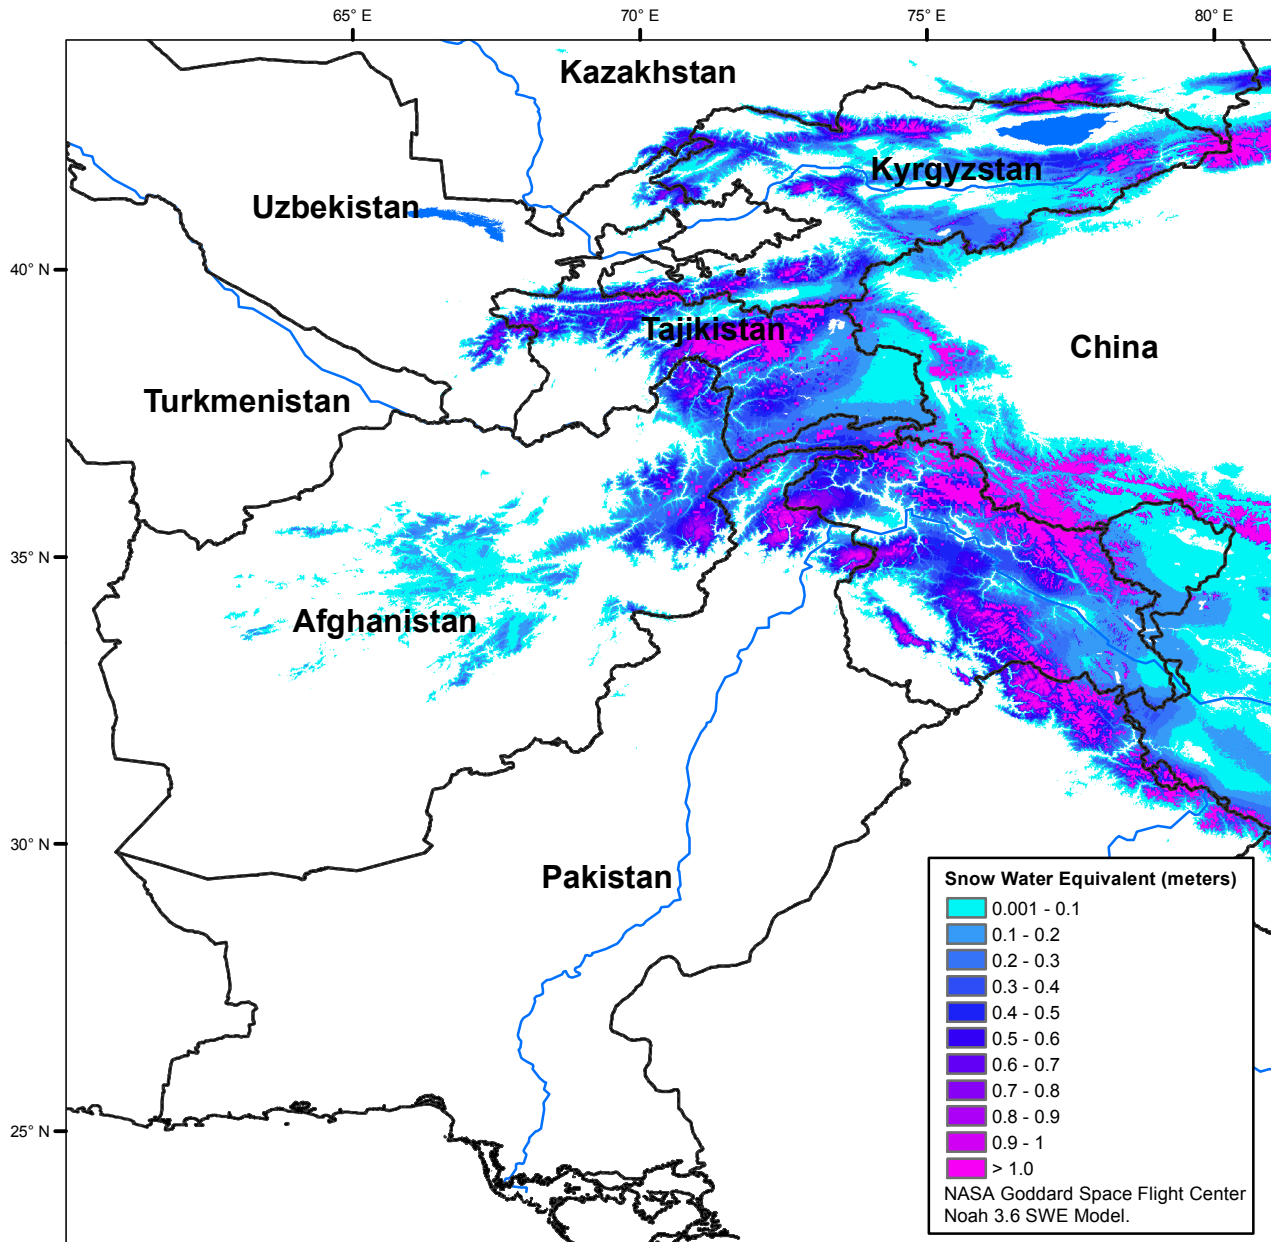 65° E
70° E
75° E
80° E
Kazakhstan
Kyrgyzstan
Uzbekistan
40° N
Tajikistan
China
Turkmenistan
35° N
Afghanistan
30° N
Pakistan
25° N
Snow Water Equivalent (meters)
0.001 - 0.1
0.1 - 0.2
0.2 - 0.3
0.3 - 0.4
0.4 - 0.5
0.5 - 0.6
0.6 - 0.7
0.7 - 0.8
0.8 - 0.9
0.9 - 1
> 1.0
NASA Goddard Space Flight Center
Noah 3.6 SWE Model.